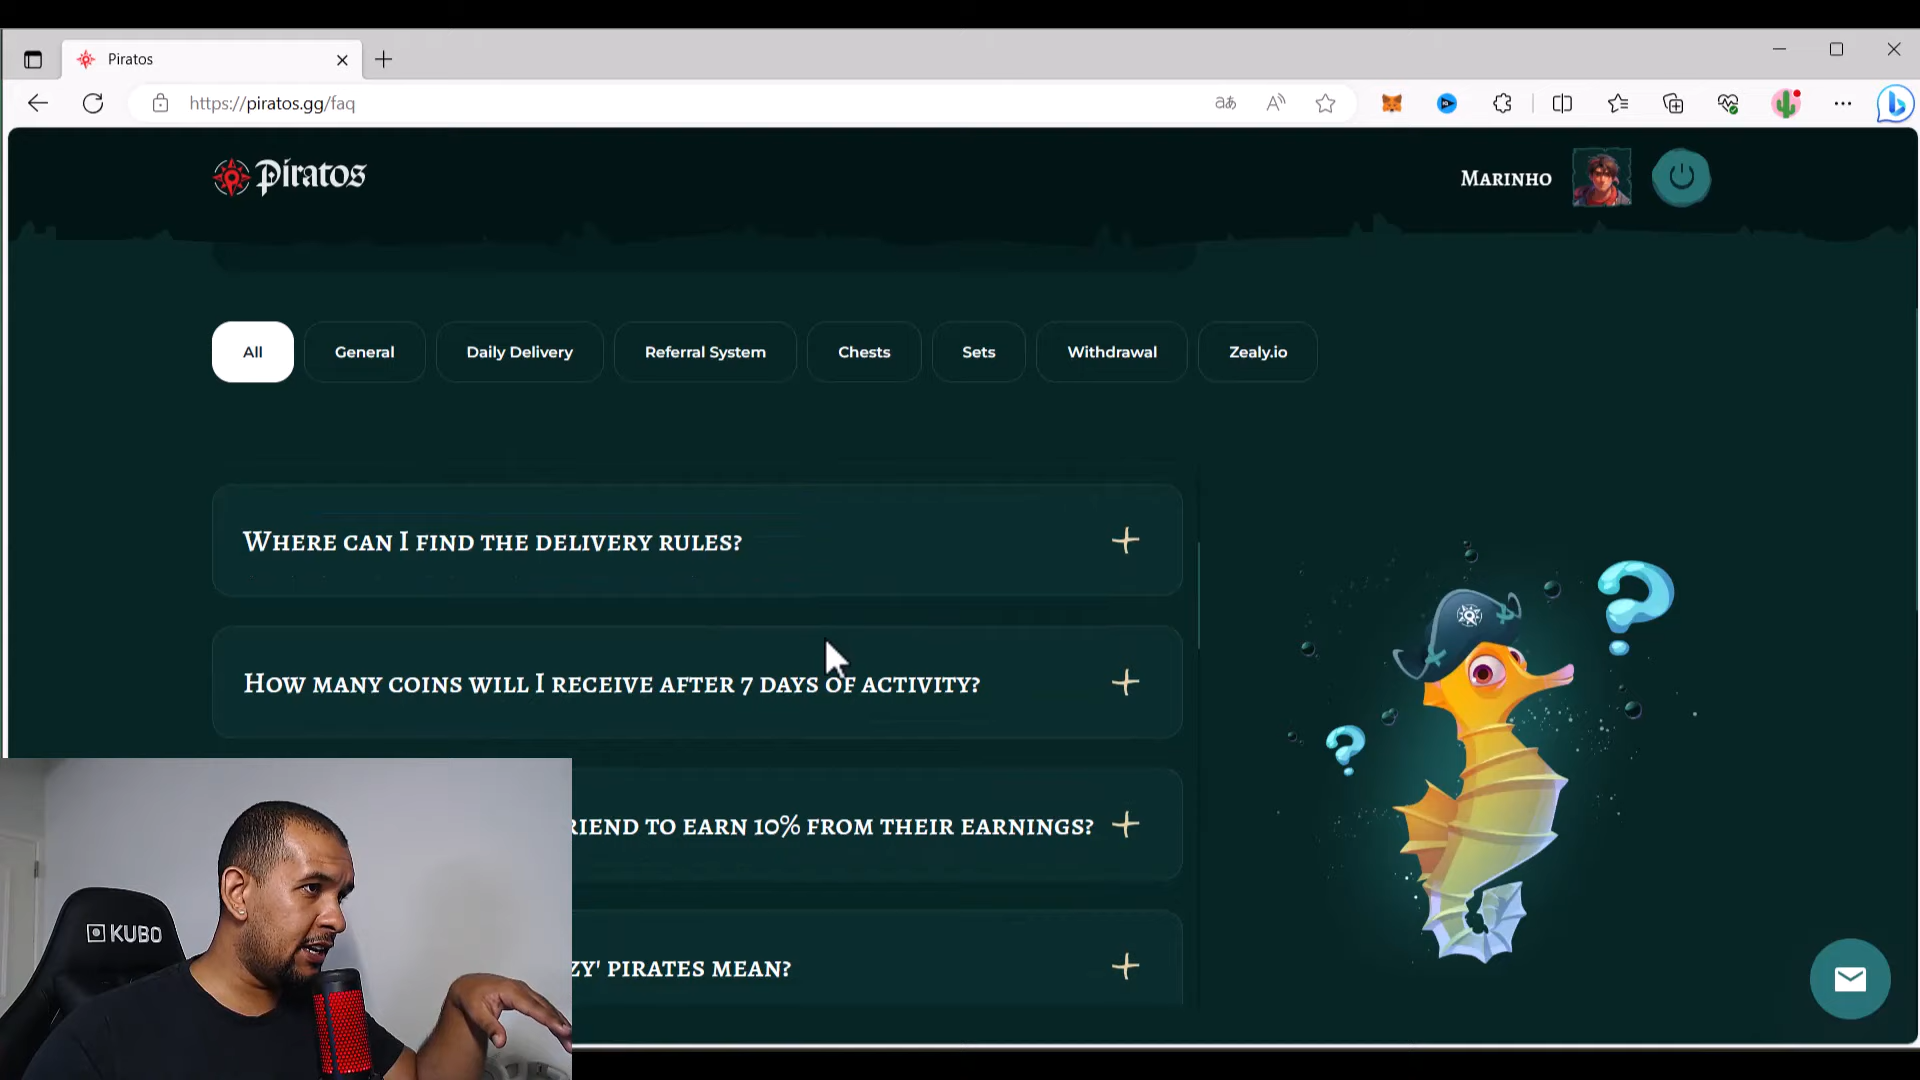 Piratos
https://piratos.gg/faq
Piratos
Marinho
All
General
Daily Delivery
Referral System
Chests
Sets
Withdrawal
Zealy.io
Where can I find the delivery rules?
How many coins will I receive after 7 days of activity?
to earn 10% from their earnings?
pirates mean?
KUBO